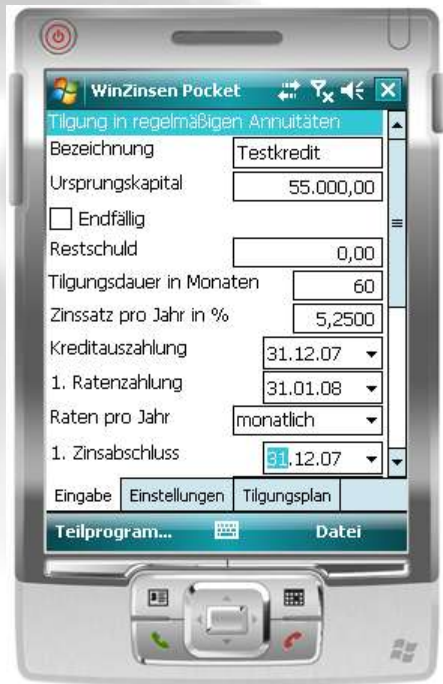 WinZinsen Pocket
Tilgung in regelmäßigen Annuitäten
Bezeichnung Testkredit
Ursprungskapital 55.000,00
Endfällig
Restschuld 0,00
Tilgungsdauer in Monaten 60
Zinssatz pro Jahr in % 5,2500
Kreditauszahlung 31.12.07
1. Ratenzahlung 31.01.08
Raten pro Jahr monatlich
1. Zinsabschluss 31.12.07
Eingabe Einstellungen Tilgungsplan
Teilprogram... Datei